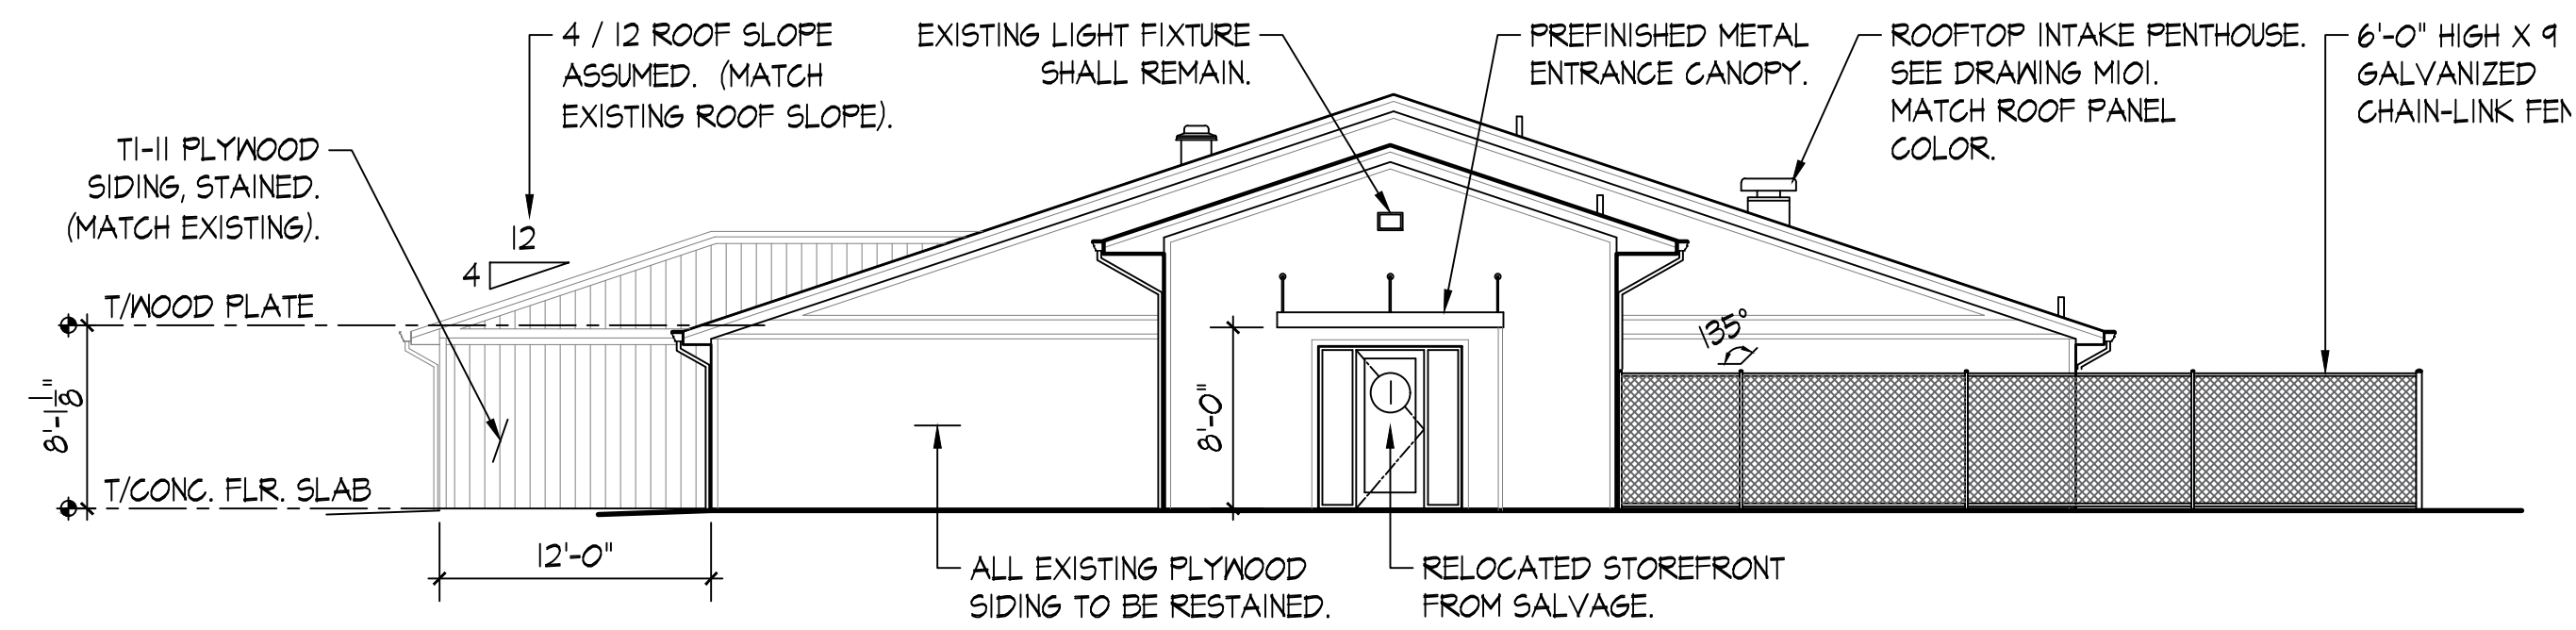 4 / 12 ROOF SLOPE
ASSUMED. (MATCH
EXISTING ROOF SLOPE).
EXISTING LIGHT FIXTURE
SHALL REMAIN.
PREFINISHED METAL
ENTRANCE CANOPY.
ROOFTOP INTAKE PENTHOUSE.
SEE DRAWING M101.
MATCH ROOF PANEL
COLOR.
6'-0" HIGH X 9
GALVANIZED
CHAIN-LINK FEN
T1-11 PLYWOOD
SIDING, STAINED.
(MATCH EXISTING).
12
4
T/WOOD PLATE
135°
8'-1 1/8"
8'-0"
1
T/CONC. FLR. SLAB
12'-0"
ALL EXISTING PLYWOOD
SIDING TO BE RESTAINED.
RELOCATED STOREFRONT
FROM SALVAGE.